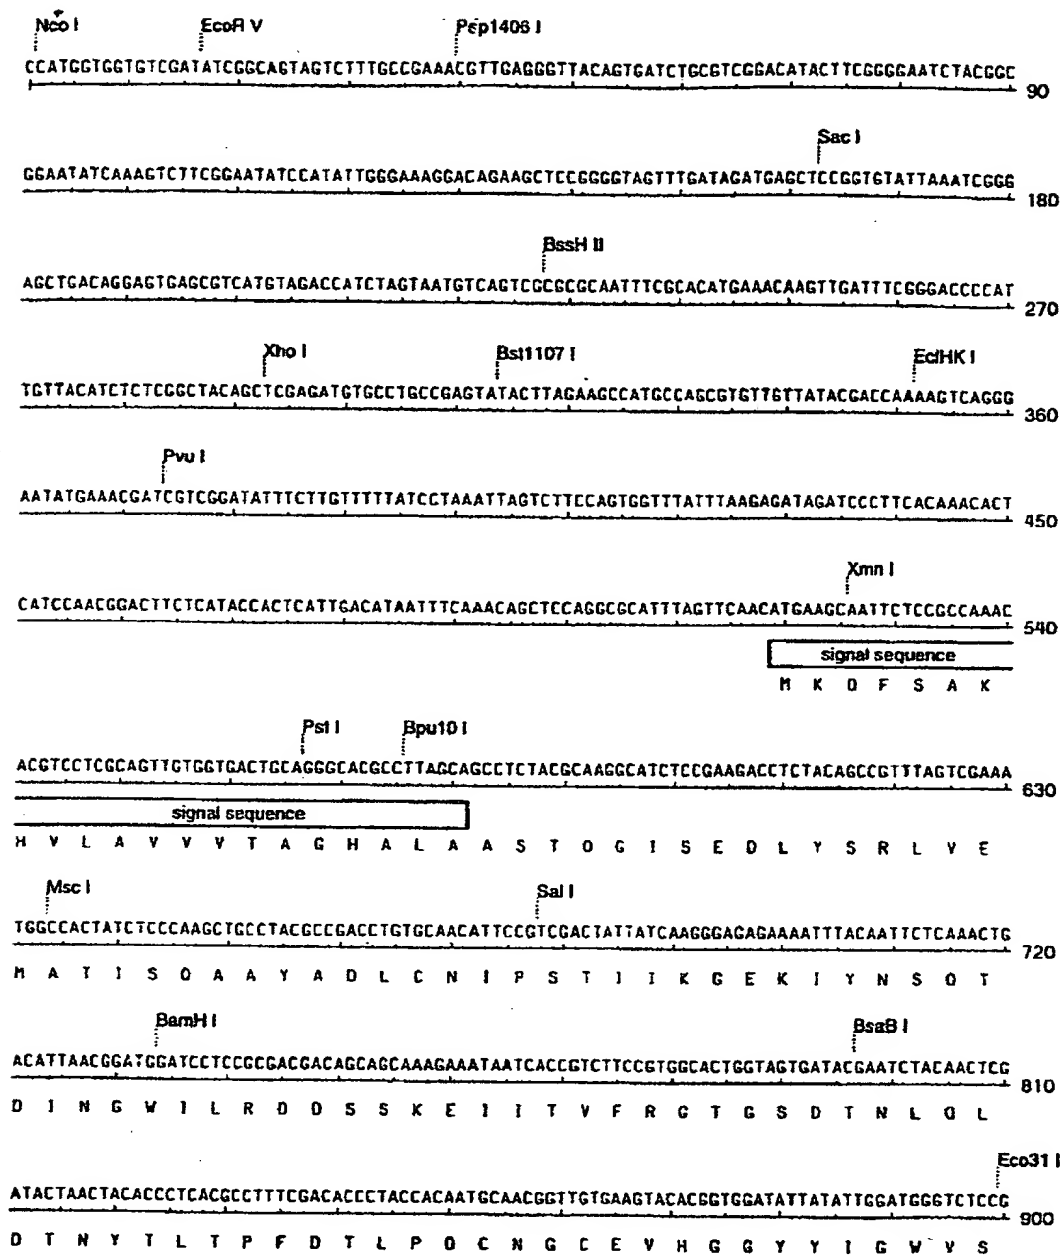 Nco I EcoR V Psp1406 I
CCATGGTGGTGTCGATATCGGCAGTAGTCTTTGCCGAAACGTTGAGGGTTACAGTGATCTGCGTCGGACATACTTCGGGGAATCTACGGC
90
Sac I
GGAATATCAAAGTCTTCGGAATATCCATATTGGGAAAGGACAGAAGCTCCGGGGTAGTTTGATAGATGAGCTCCGGTGTATTAAATCGGG
180
BssH II
AGCTGACAGGAGTGAGCGTCATGTAGACCATCTAGTAATGTCAGTCGCGCGCAATTTCGCACATGAAACAAGTTGATTTCGGGACCCCAT
270
Xho I Bst1107 I EclHK I
TGTTACATCTCTCGGCTACAGCTCGAGATGTGCCTGCCGAGTATACTTAGAAGCCATGCCAGCGTGTTGTTATACGACCAAAAGTCAGGG
360
Pvu I
AATATGAAACGATCGTCGGATATTTCTTGTTTTTATCCTAAATTAGTCTTCCAGTGGTTTATTTAAGAGATAGATCCCTTCACAAACACT
450
Xmn I
CATCCAACGGACTTCTCATACCACTCATTGACATAATTTCAAACAGCTCCAGGCGCATTTAGTTCAACATGAAGCAATTCTCCGCCAAAC
540
signal sequence
M K Q F S A K
Pst I Bpu10 I
ACGTCCTCGCAGTTGTGGTGACTGCAGGGCACGCCTTAGCAGCCTCTACGCAAGGCATCTCCGAAGACCTCTACAGCCGTTTAGTCGAAA
630
signal sequence
H V L A V V V T A G H A L A A S T Q G I S E D L Y S R L V E
Msc I Sal I
TGGCCACTATCTCCCAAGCTGCCTACGCCGACCTGTGCAACATTCCGTCGACTATTATCAAGGGAGAGAAAATTTACAATTCTCAAACTG
720
M A T I S Q A A Y A D L C N I P S T I I K G E K I Y N S Q T
BamH I BsaB I
ACATTAACGGATGGATCCTCCGCGACGACAGCAGCAAAGAAATAATCACCGTCTTCCGTGGCACTGGTAGTGATACGAATCTACAACTCG
810
D I N G W I L R D D S S K E I I T V F R G T G S D T N L Q L
Eco31 I
ATACTAACTACACCCTCACGCCTTTCGACACCCTACCACAATGCAACGGTTGTGAAGTACACGGTGGATATTATATTGGATGGGTCTCCG
900
D T N Y T L T P F D T L P Q C N G C E V H G G Y Y I G W V S